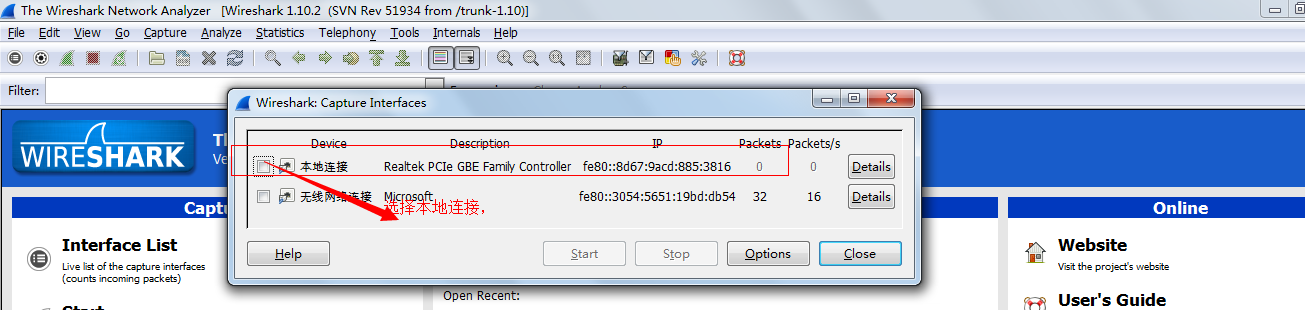 The Wireshark Network Analyzer [Wireshark 1.10.2 (SVN Rev 51934 from /trunk-1.10)]
File Edit View Go Capture Analyze Statistics Telephony Tools Internals Help
Filter:
Wireshark: Capture Interfaces
WIRESHARK
Th
Ve
Device Description IP Packets Packets/s
本地连接 Realtek PCIe GBE Family Controller fe80::8d67:9acd:885:3816 0 0 Details
无线网络连接 Microsoft fe80::3054:5651:19bd:db54 32 16 Details
选择本地连接,
Help Start Stop Options Close
Capt
Interface List
Live list of the capture interfaces
(counts incoming packets)
Start
Open Recent:
Online
Website
Visit the project's website
User's Guide